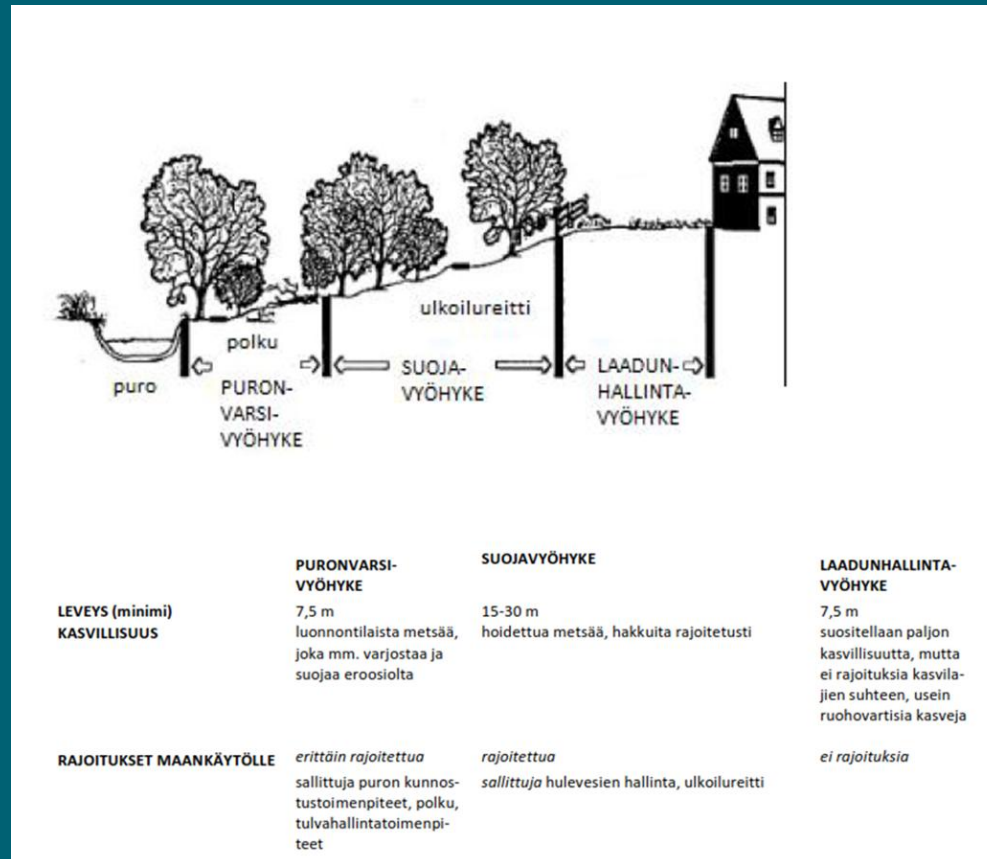 ulkoilureitti
polku
puro
PURON-
VARSI-
VYÖHYKE
SUOJA-
VYÖHYKE
LAADUN-
HALLINTA-
VYÖHYKE
PURONVARSI-
VYÖHYKE
SUOJAVYÖHYKE
LAADUNHALLINTA-
VYÖHYKE
LEVEYS (minimi)
7,5 m
15-30 m
7,5 m
KASVILLISUUS
luonnontilaista metsää,
joka mm. varjostaa ja
suojaa eroosiolta
hoidettua metsää, hakkuita rajoitetusti
suositellaan paljon
kasvillisuutta, mutta
ei rajoituksia kasvila-
jien suhteen, usein
ruohovartisia kasveja
RAJOITUKSET MAANKÄYTÖLLE
erittäin rajoitettua
sallittuja puron kunnos-
tustoimenpiteet, polku,
tulvahallintatoimenpi-
teet
rajoitettua
sallittuja hulevesien hallinta, ulkoilureitti
ei rajoituksia